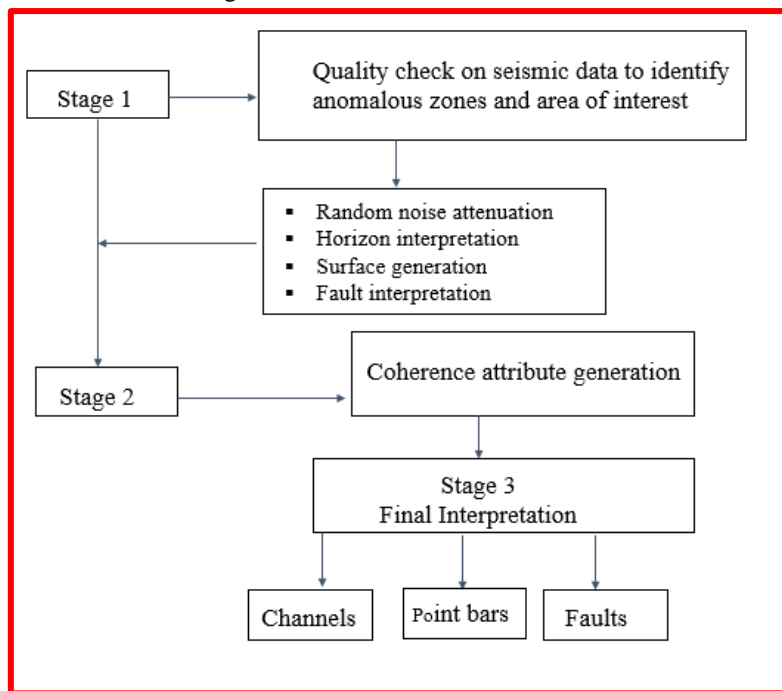 Stage 1
Quality check on seismic data to identify
anomalous zones and area of interest
▪ Random noise attenuation
▪ Horizon interpretation
▪ Surface generation
▪ Fault interpretation
Stage 2
Coherence attribute generation
Stage 3
Final Interpretation
Channels
Point bars
Faults